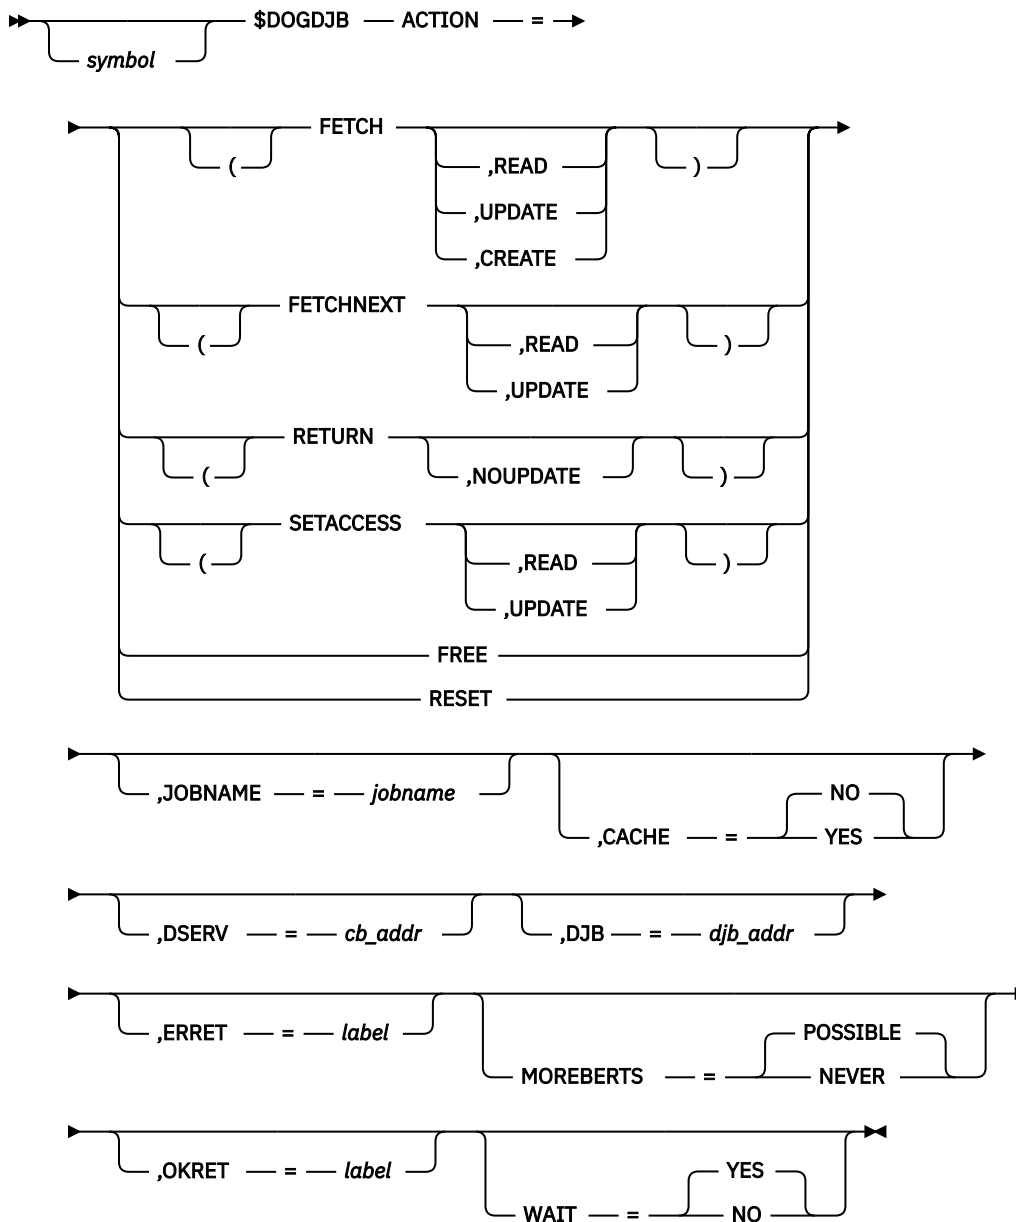 $DOGDJB ACTION =
symbol
FETCH
( ,READ )
,UPDATE
,CREATE
FETCHNEXT
( ,READ )
,UPDATE
RETURN
( ,NOUPDATE )
SETACCESS
( ,READ )
,UPDATE
FREE
RESET
,JOBNAME = jobname NO
,CACHE = YES
,DSERV = cb_addr ,DJB = djb_addr
,ERRET = label POSSIBLE
MOREBERTS = NEVER
,OKRET = label YES
WAIT = NO